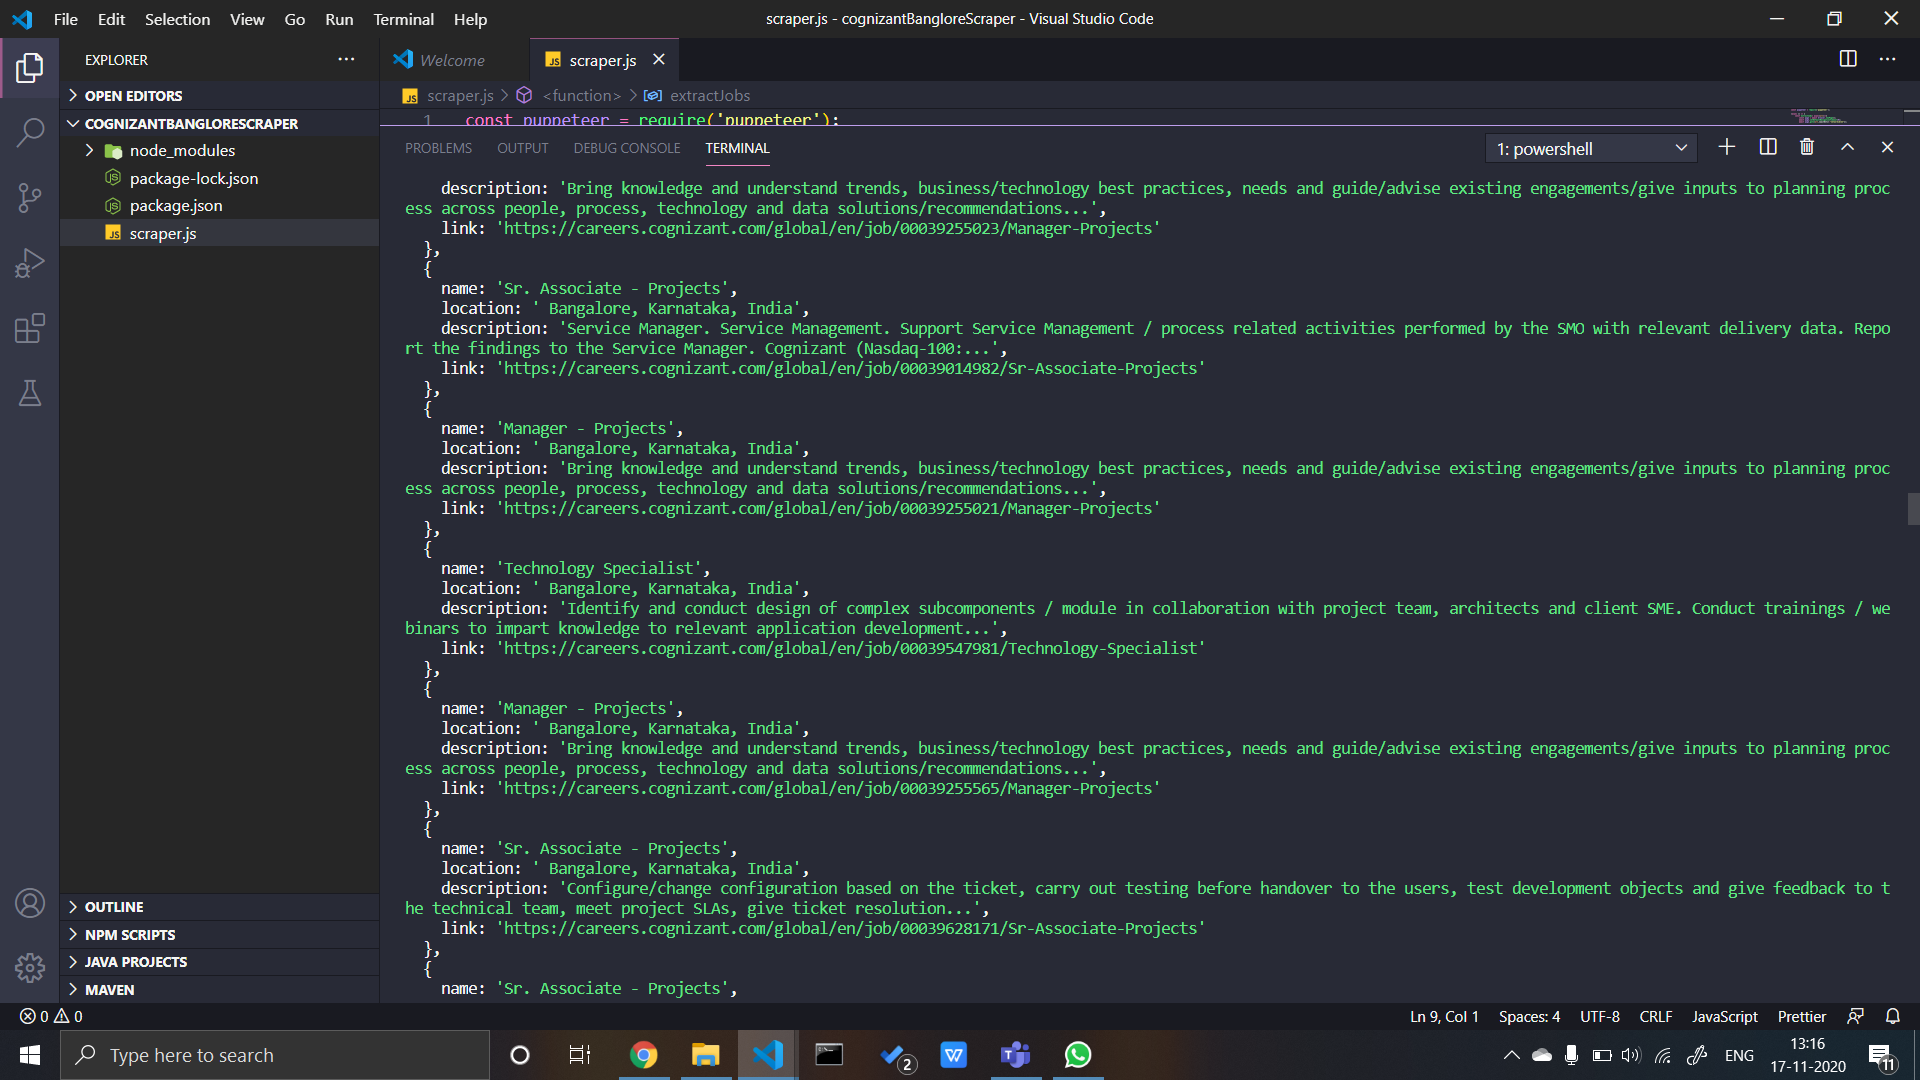 File Edit Selection View Go Run Terminal Help
scraper.js - cognizantBangloreScraper - Visual Studio Code
EXPLORER
OPEN EDITORS
COGNIZANTBANGLORESCRAPER
node_modules
package-lock.json
package.json
scraper.js
OUTLINE
NPM SCRIPTS
JAVA PROJECTS
MAVEN
Welcome
JS scraper.js
JS scraper.js > <function> > extractJobs
1 const puppeteer = require('puppeteer');
PROBLEMS OUTPUT DEBUG CONSOLE TERMINAL
1: powershell
description: 'Bring knowledge and understand trends, business/technology best practices, needs and guide/advise existing engagements/give inputs to planning proc
ess across people, process, technology and data solutions/recommendations...',
link: 'https://careers.cognizant.com/global/en/job/00039255023/Manager-Projects'
},
{
name: 'Sr. Associate - Projects',
location: ' Bangalore, Karnataka, India',
description: 'Service Manager. Service Management. Support Service Management / process related activities performed by the SMO with relevant delivery data. Repo
rt the findings to the Service Manager. Cognizant (Nasdaq-100:...',
link: 'https://careers.cognizant.com/global/en/job/00039014982/Sr-Associate-Projects'
},
{
name: 'Manager - Projects',
location: ' Bangalore, Karnataka, India',
description: 'Bring knowledge and understand trends, business/technology best practices, needs and guide/advise existing engagements/give inputs to planning proc
ess across people, process, technology and data solutions/recommendations...',
link: 'https://careers.cognizant.com/global/en/job/00039255021/Manager-Projects'
},
{
name: 'Technology Specialist',
location: ' Bangalore, Karnataka, India',
description: 'Identify and conduct design of complex subcomponents / module in collaboration with project team, architects and client SME. Conduct trainings / we
binars to impart knowledge to relevant application development...',
link: 'https://careers.cognizant.com/global/en/job/00039547981/Technology-Specialist'
},
{
name: 'Manager - Projects',
location: ' Bangalore, Karnataka, India',
description: 'Bring knowledge and understand trends, business/technology best practices, needs and guide/advise existing engagements/give inputs to planning proc
ess across people, process, technology and data solutions/recommendations...',
link: 'https://careers.cognizant.com/global/en/job/00039255565/Manager-Projects'
},
{
name: 'Sr. Associate - Projects',
location: ' Bangalore, Karnataka, India',
description: 'Configure/change configuration based on the ticket, carry out testing before handover to the users, test development objects and give feedback to t
he technical team, meet project SLAs, give ticket resolution...',
link: 'https://careers.cognizant.com/global/en/job/00039628171/Sr-Associate-Projects'
},
{
name: 'Sr. Associate - Projects',
0 0
Ln 9, Col 1 Spaces: 4 UTF-8 CRLF JavaScript Prettier
Type here to search
2
ENG
13:16
17-11-2020
11